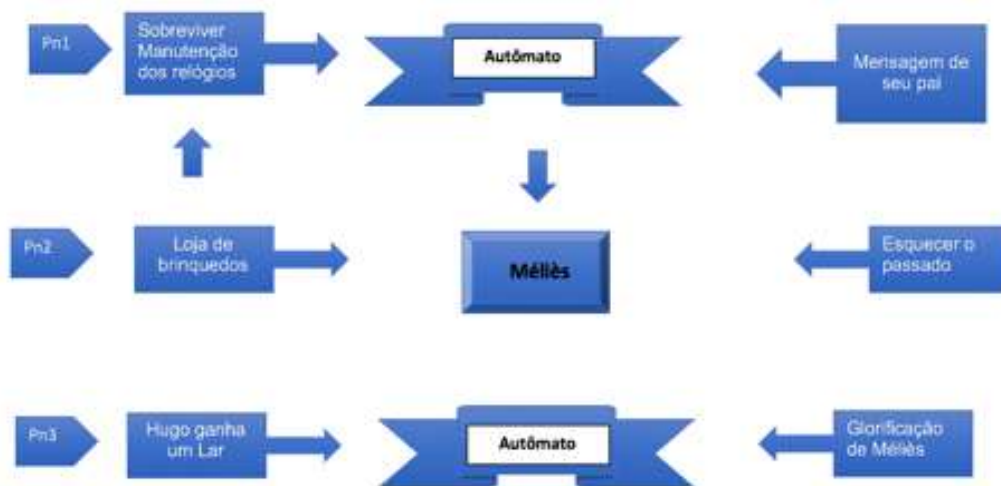 Pn1
Sobreviver
Manutenção
dos relógios
Autômato
Mensagem de
seu pai
Pn2
Loja de
brinquedos
Méliès
Esquecer o
passado
Pn3
Hugo ganha
um Lar
Autômato
Glorificação
de Méliès